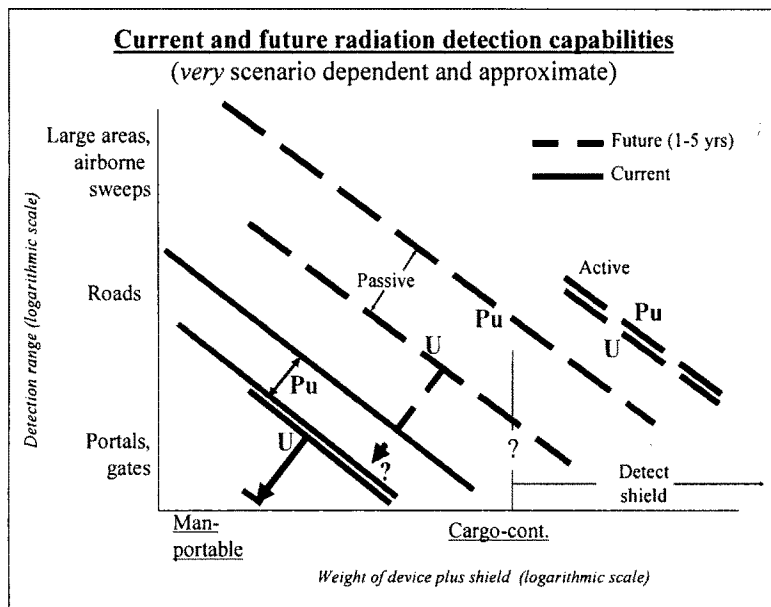 Current and future radiation detection capabilities
(very scenario dependent and approximate)
Large areas,
airborne
sweeps
Future (1-5 yrs)
Current
Detection range (logarithmic scale)
Roads
Passive
Active
Pu
Pu
U
U
Pu
Portals,
gates
U
?
?
Detect
shield
Man-
portable
Cargo-cont.
Weight of device plus shield (logarithmic scale)